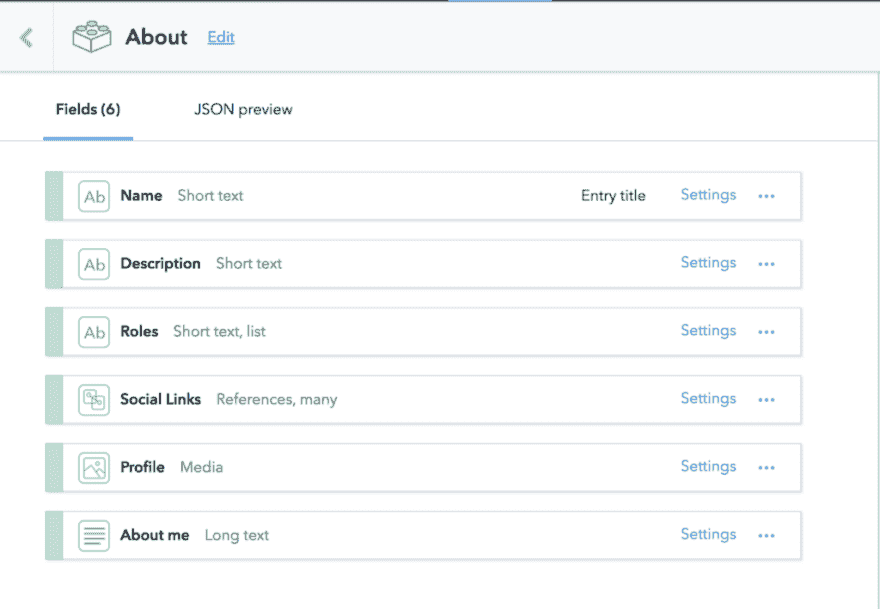 About Edit
Fields (6) JSON preview
Ab Name Short text Entry title Settings ...
Ab Description Short text Settings ...
Ab Roles Short text, list Settings ...
Social Links References, many Settings ...
Profile Media Settings ...
About me Long text Settings ...